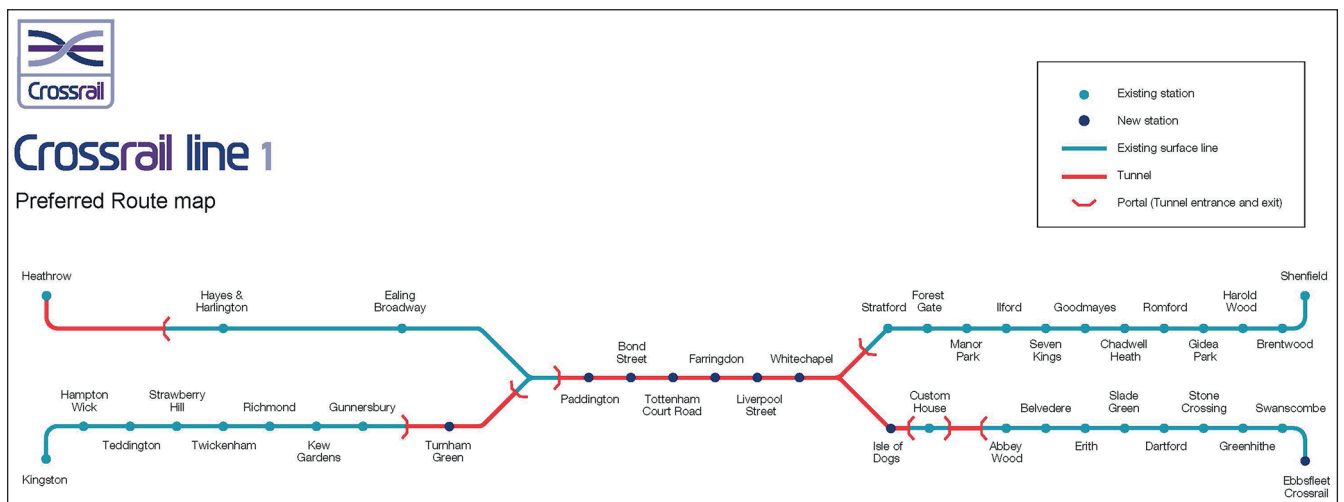 Crossrail
Crossrail line 1
Preferred Route map
Existing station
New station
Existing surface line
Tunnel
Portal (Tunnel entrance and exit)
Heathrow
Hayes &
Harlington
Ealing
Broadway
Hampton
Wick
Strawberry
Hill
Richmond
Gunnersbury
Kingston
Teddington
Twickenham
Kew
Gardens
Turnham
Green
Bond
Street
Farringdon
Whitechapel
Paddington
Tottenham
Court Road
Liverpool
Street
Stratford
Forest
Gate
Ilford
Goodmayes
Romford
Harold
Wood
Shenfield
Manor
Park
Seven
Kings
Chadwell
Heath
Gidea
Park
Brentwood
Custom
House
Belvedere
Slade
Green
Stone
Crossing
Swanscombe
Isle of
Dogs
Abbey
Wood
Erith
Dartford
Greenhithe
Ebbsfleet
Crossrail